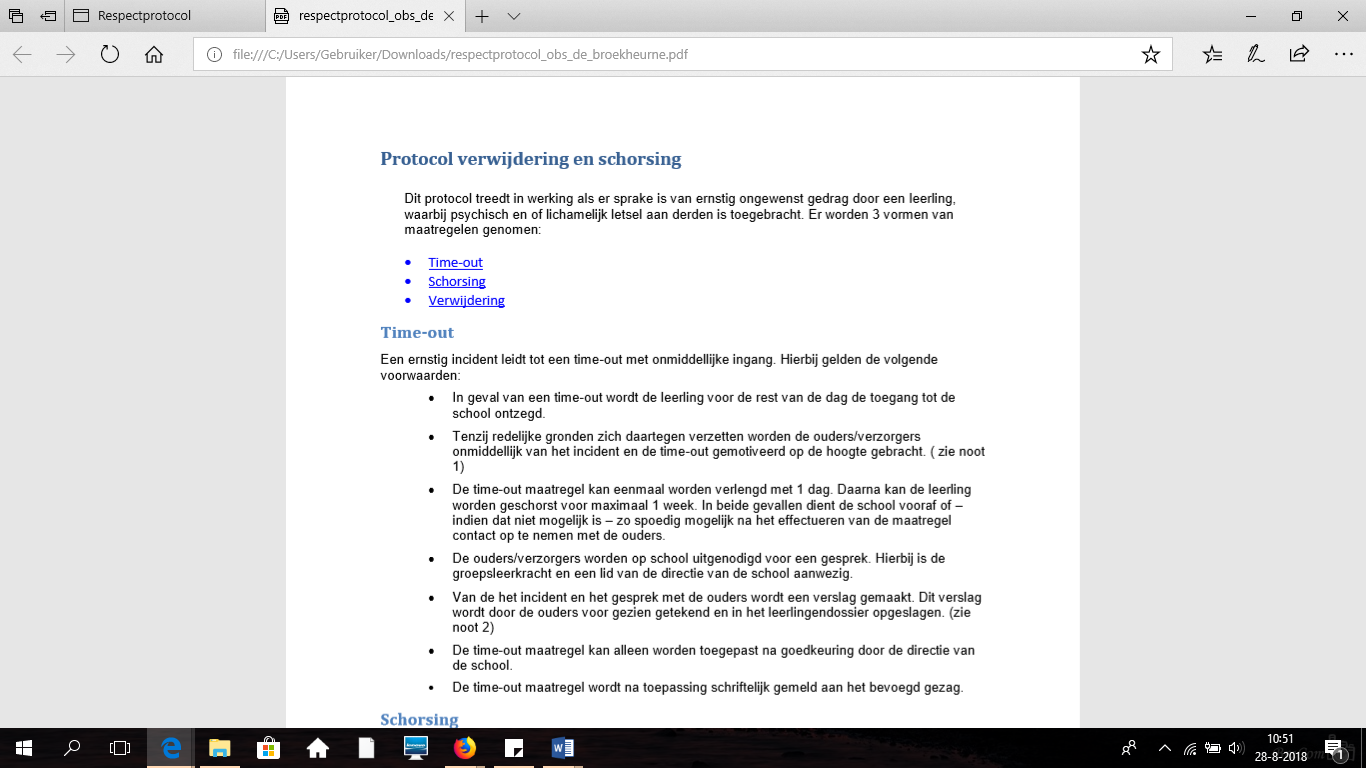 Respectprotocol
respectprotocol_obs_de
file:///C:/Users/Gebruiker/Downloads/respectprotocol_obs_de_broekheurne.pdf
Protocol verwijdering en schorsing
Dit protocol treedt in werking als er sprake is van ernstig ongewenst gedrag door een leerling,
waarbij psychisch en of lichamelijk letsel aan derden is toegebracht. Er worden 3 vormen van
maatregelen genomen:
• Time-out
• Schorsing
• Verwijdering
Time-out
Een ernstig incident leidt tot een time-out met onmiddellijke ingang. Hierbij gelden de volgende
voorwaarden:
• In geval van een time-out wordt de leerling voor de rest van de dag de toegang tot de
school ontzegd.
• Tenzij redelijke gronden zich daartegen verzetten worden de ouders/verzorgers
onmiddellijk van het incident en de time-out gemotiveerd op de hoogte gebracht. ( zie noot
1)
• De time-out maatregel kan eenmaal worden verlengd met 1 dag. Daarna kan de leerling
worden geschorst voor maximaal 1 week. In beide gevallen dient de school vooraf of –
indien dat niet mogelijk is – zo spoedig mogelijk na het effectueren van de maatregel
contact op te nemen met de ouders.
• De ouders/verzorgers worden op school uitgenodigd voor een gesprek. Hierbij is de
groepsleerkracht en een lid van de directie van de school aanwezig.
• Van de het incident en het gesprek met de ouders wordt een verslag gemaakt. Dit verslag
wordt door de ouders voor gezien getekend en in het leerlingendossier opgeslagen. (zie
noot 2)
• De time-out maatregel kan alleen worden toegepast na goedkeuring door de directie van
de school.
• De time-out maatregel wordt na toepassing schriftelijk gemeld aan het bevoegd gezag.
Schorsing
10:51
28-8-2018
1